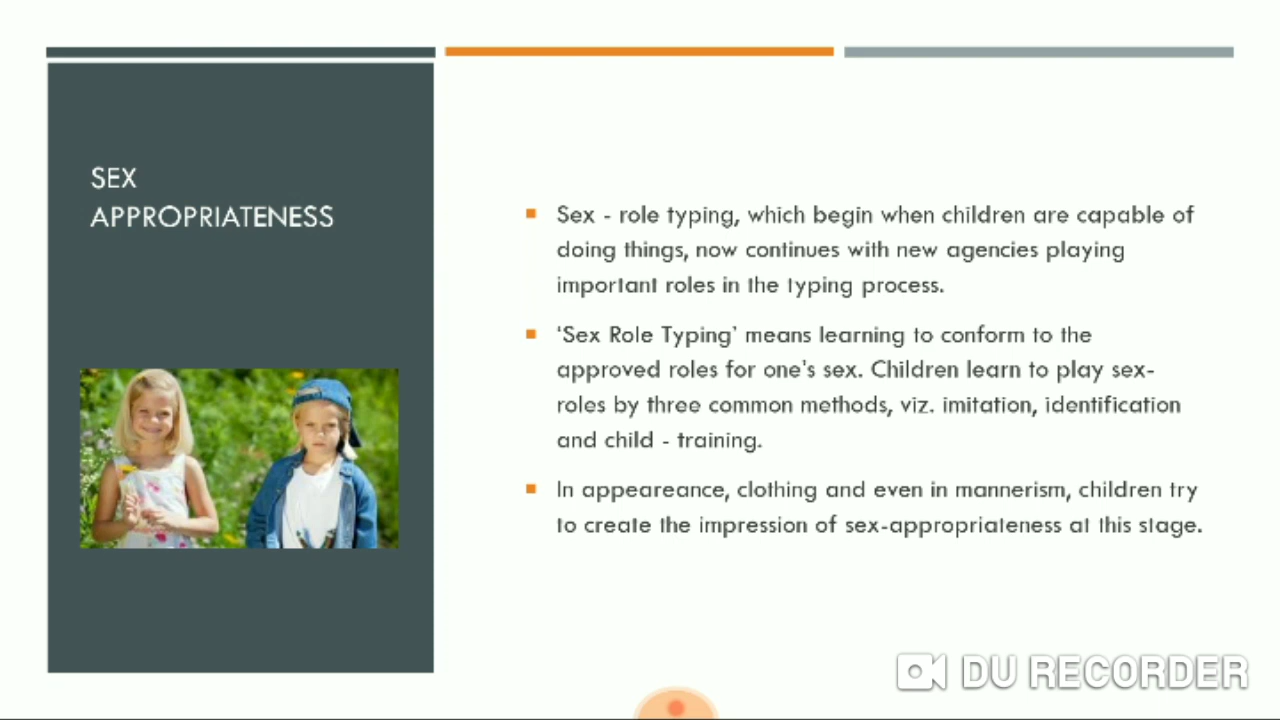 SEX
APPROPRIATENESS
Sex - role typing, which begin when children are capable of
doing things, now continues with new agencies playing
important roles in the typing process.
‘Sex Role Typing’ means learning to conform to the
approved roles for one's sex. Children learn to play sex-
roles by three common methods, viz. imitation, identification
and child - training.
In appeareance, clothing and even in mannerism, children try
to create the impression of sex-appropriateness at this stage.
DU RECORDER